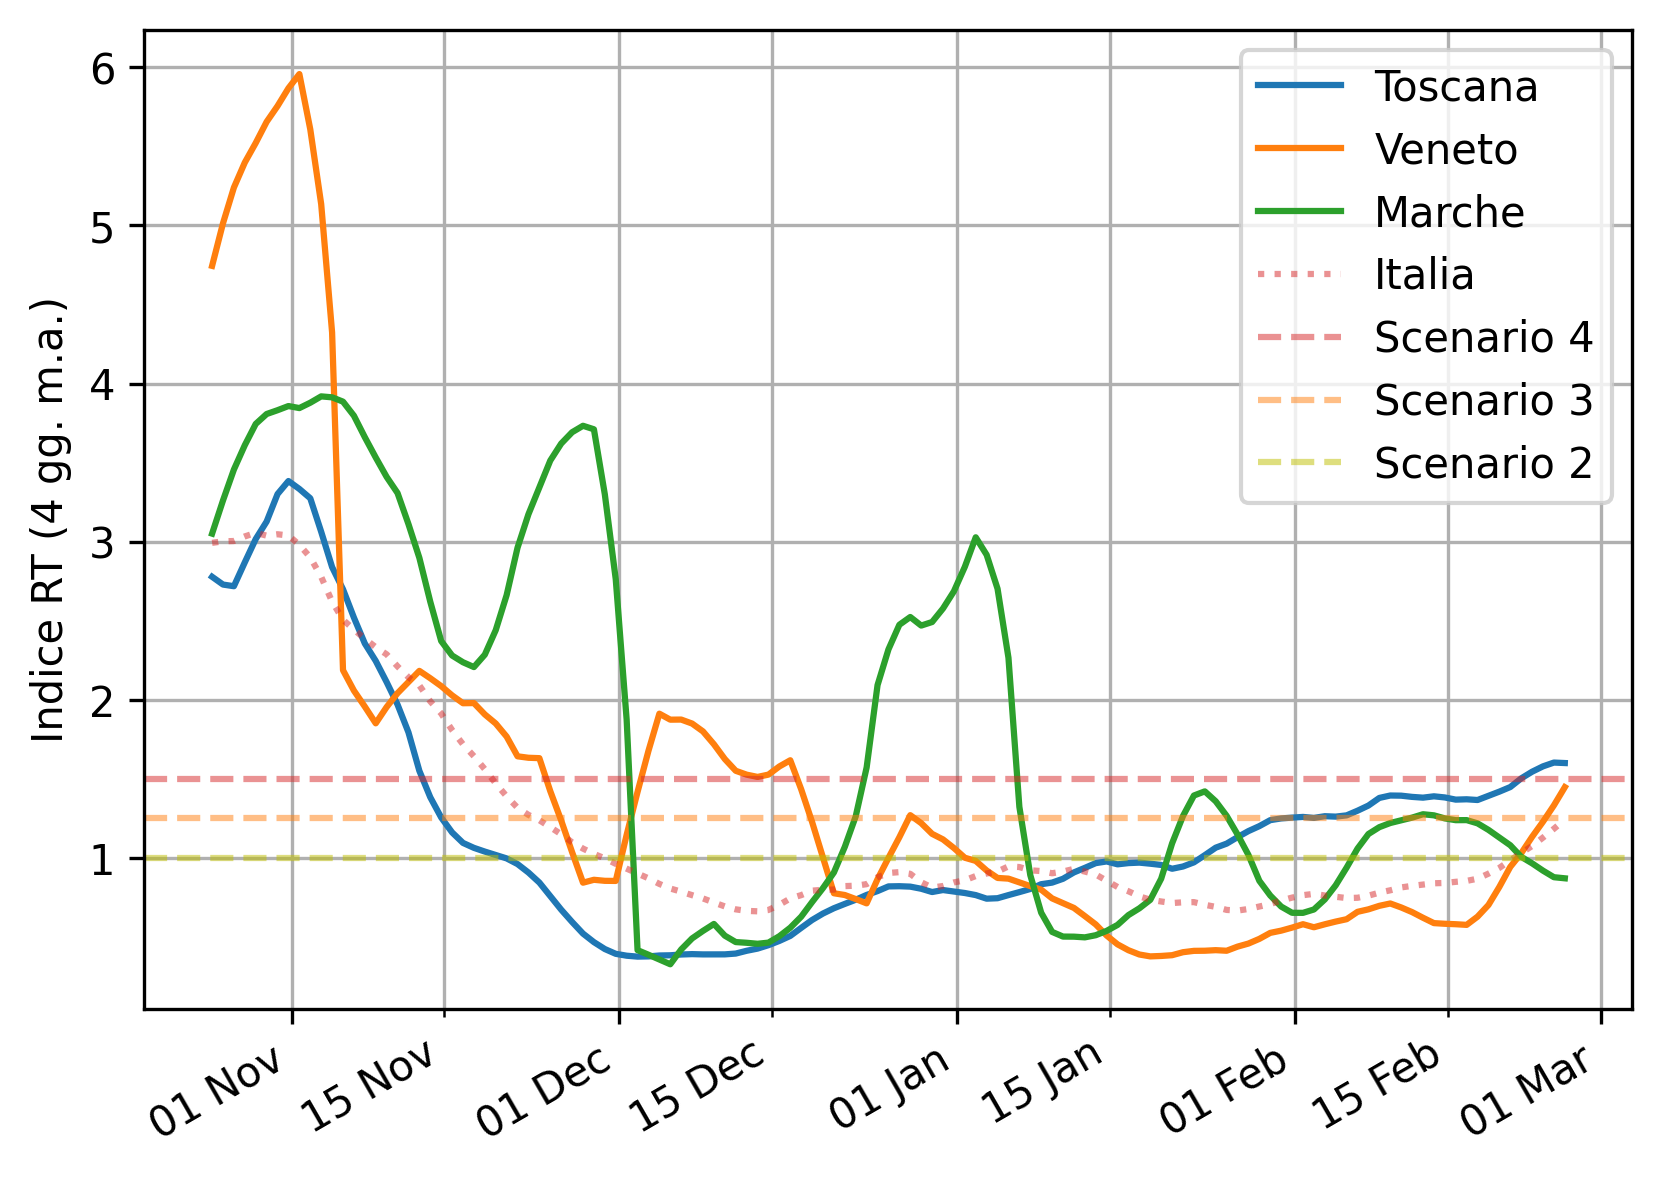 Indice RT (4 gg. m.a.)
6
5
4
3
2
1
Toscana
Veneto
Marche
Italia
Scenario 4
Scenario 3
Scenario 2
01 Nov
15 Nov
01 Dec
15 Dec
01 Jan
15 Jan
01 Feb
15 Feb
01 Mar